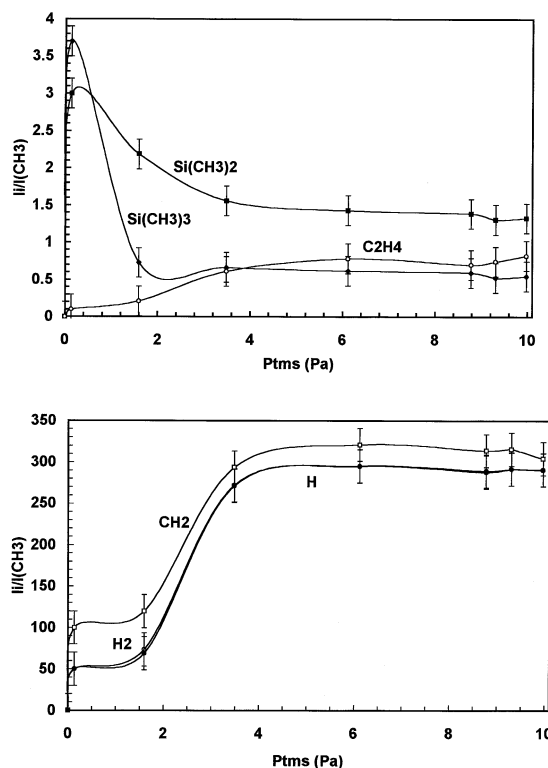 Ii/I(CH3)
4
3.5
3
2.5
2
1.5
1
0.5
0
Si(CH3)2
Si(CH3)3
C2H4
0 2 4 6 8 10
Ptms (Pa)
Ii/I(CH3)
350
300
250
200
150
100
50
0
CH2
H
H2
0 2 4 6 8 10
Ptms (Pa)